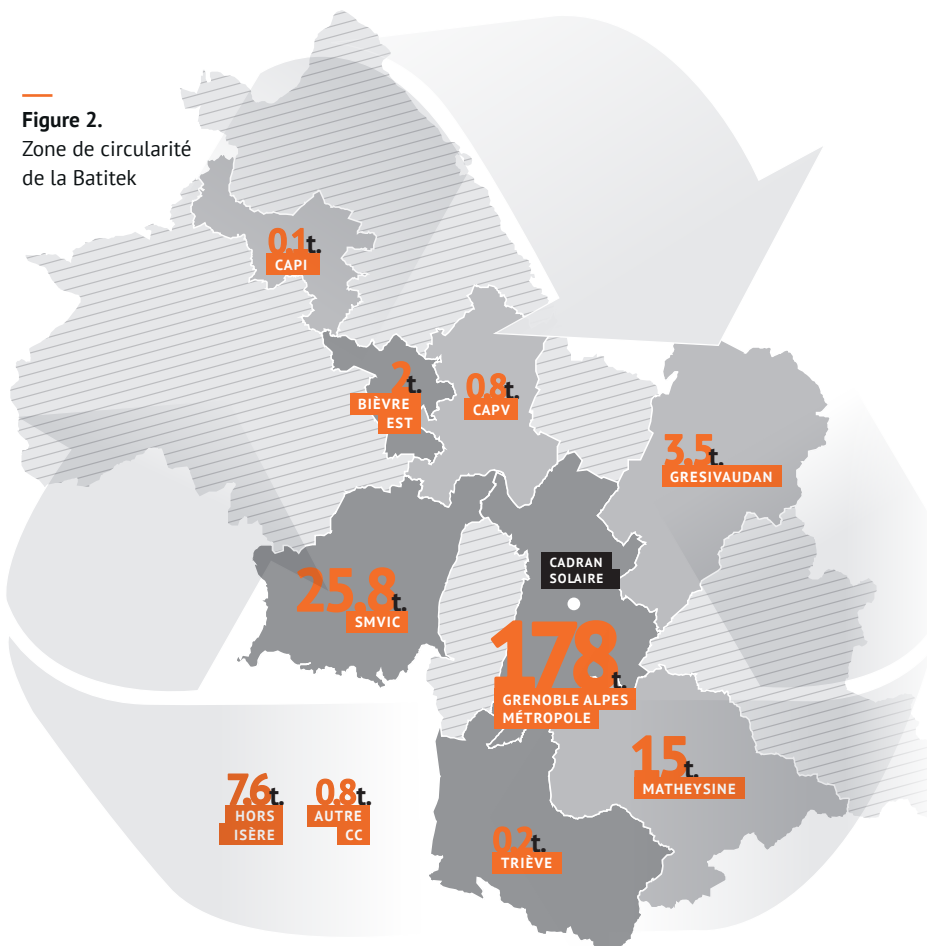 Figure 2.
Zone de circularité
de la Batitek
0.1t.
CAPI
2t.
BIÈVRE
EST
0.8t.
CAPV
3.5t.
GRESIVAUDAN
CADRAN
SOLAIRE
25.8t.
SMVIC
178t.
GRENOBLE ALPES
MÉTROPOLE
15t.
MATHEYSINE
7.6t.
HORS
ISÈRE
0.8t.
AUTRE
CC
0.2t.
TRIÈVE